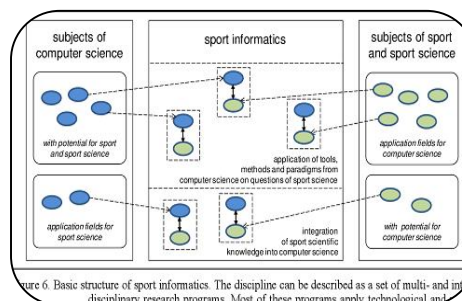 subjects of
computer science
sport informatics
subjects of sport
and sport science
with potential for sport
and sport science
application fields for
computer science
application of tools,
methods and paradigms from
computer science on questions of sport science
application fields for
sport science
integration
of sport scientific
knowledge into computer science
with potential for
computer science
ure 6. Basic structure of sport informatics. The discipline can be described as a set of multi- and int
disciplinary research programs. Most of these programs apply technological and